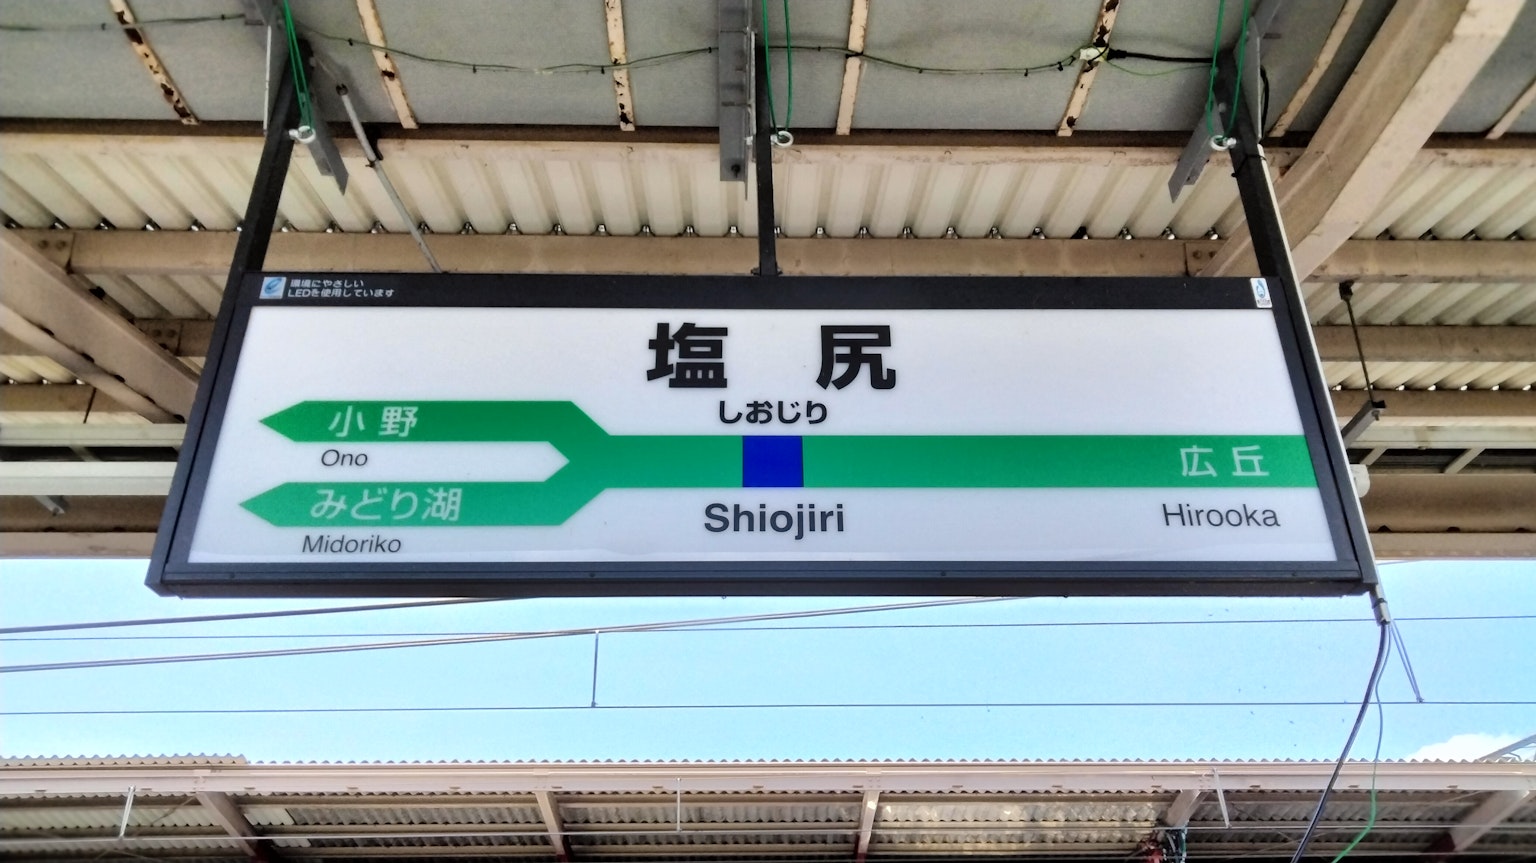 環境にやさしい
LEDを使用しています
塩 尻
しおじり
小 野
Ono
みどり湖
Midoriko
広 丘
Shiojiri
Hirooka